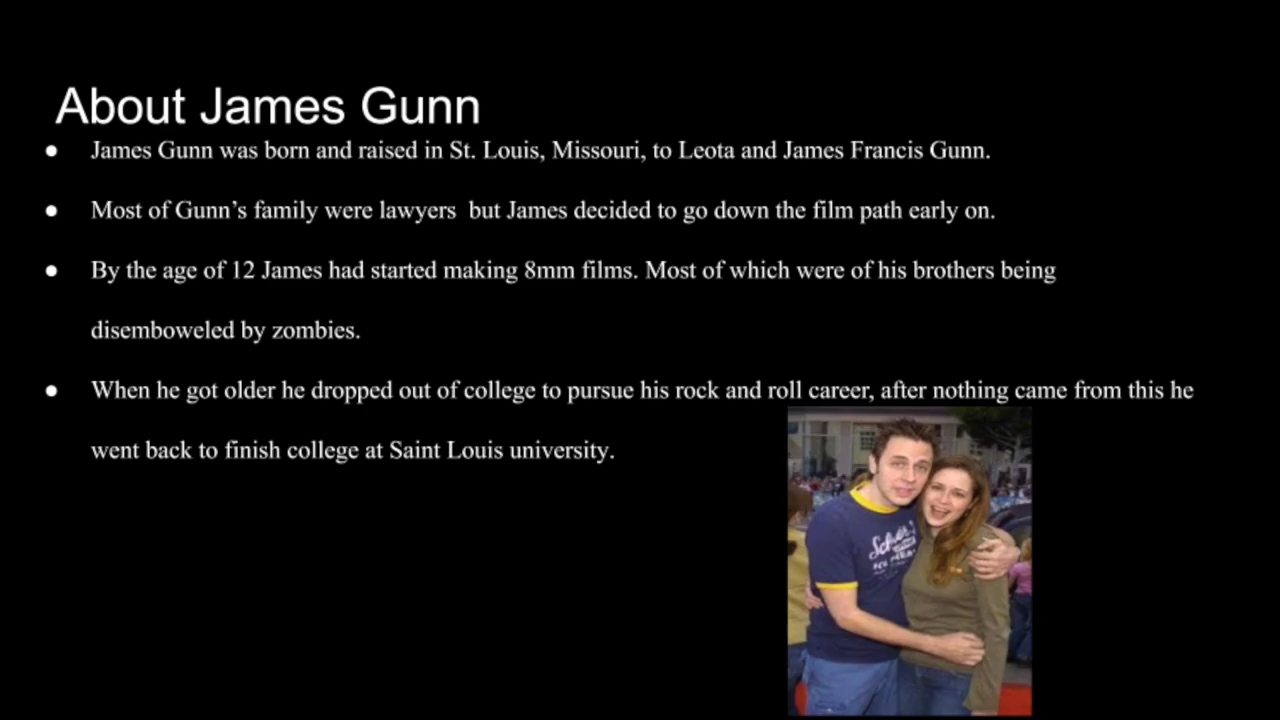 About James Gunn
● James Gunn was born and raised in St. Louis, Missouri, to Leota and James Francis Gunn.
● Most of Gunn’s family were lawyers  but James decided to go down the film path early on.
● By the age of 12 James had started making 8mm films. Most of which were of his brothers being
disemboweled by zombies.
● When he got older he dropped out of college to pursue his rock and roll career, after nothing came from this he
went back to finish college at Saint Louis university.